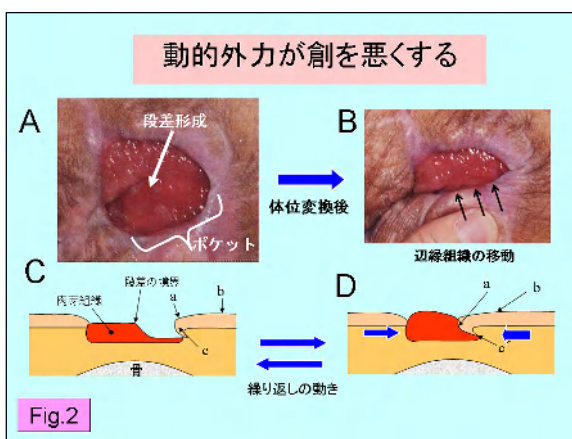 動的外力が創を悪くする
A
段差形成
ポケット
体位変換後
B
辺縁組織の移動
C
肉芽組織
段差の境界
a
b
c
骨
繰り返しの動き
D
a
b
c
Fig.2